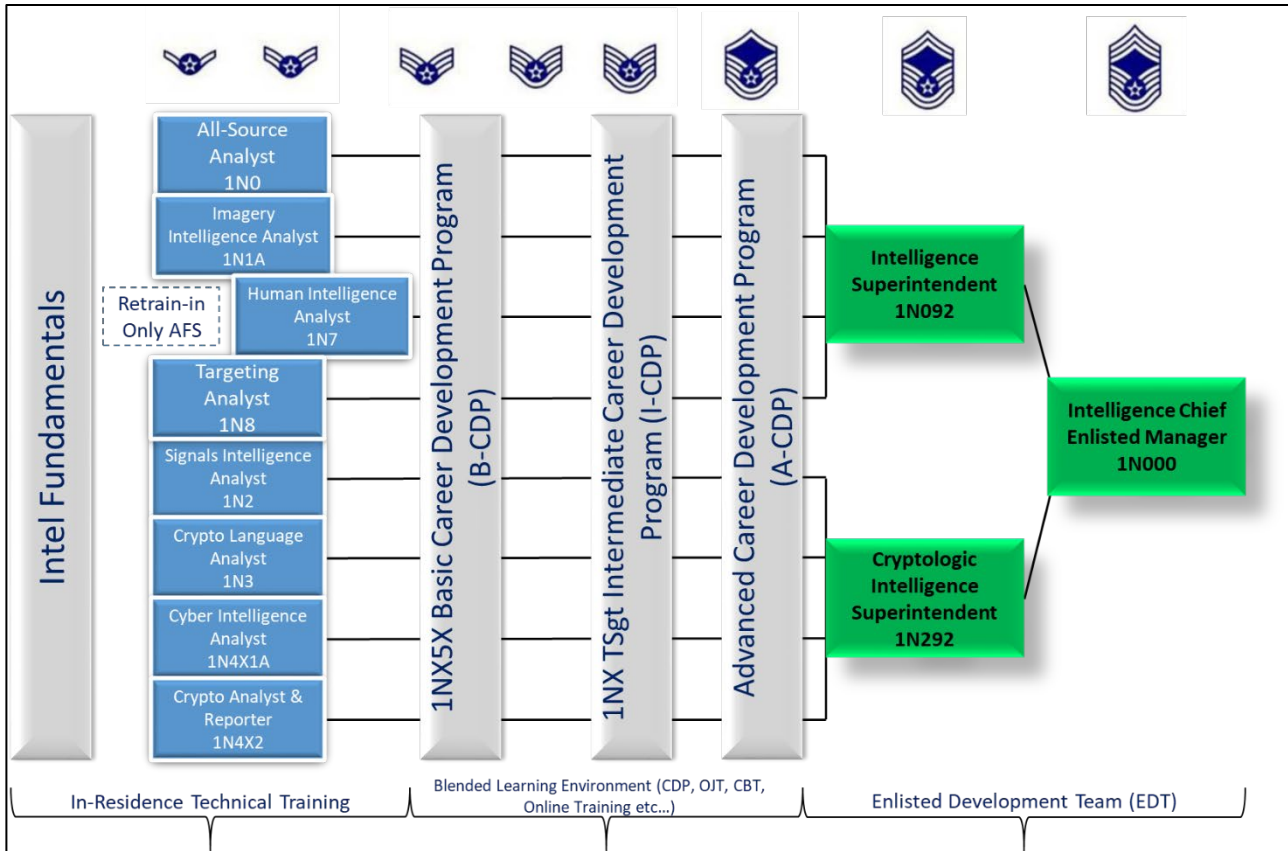 Intel Fundamentals
All-Source
Analyst
1N0
Imagery
Intelligence Analyst
1N1A
Retrain-in
Only AFS
Human Intelligence
Analyst
1N7
Targeting
Analyst
1N8
Signals Intelligence
Analyst
1N2
Crypto Language
Analyst
1N3
Cyber Intelligence
Analyst
1N4X1A
Crypto Analyst &
Reporter
1N4X2
1NX5X Basic Career Development Program
(B-CDP)
1NX TSgt Intermediate Career Development
Program (I-CDP)
Advanced Career Development Program
(A-CDP)
Intelligence
Superintendent
1N092
Cryptologic
Intelligence
Superintendent
1N292
Intelligence Chief
Enlisted Manager
1N000
In-Residence Technical Training
Blended Learning Environment (CDP, OJT, CBT,
Online Training etc...)
Enlisted Development Team (EDT)